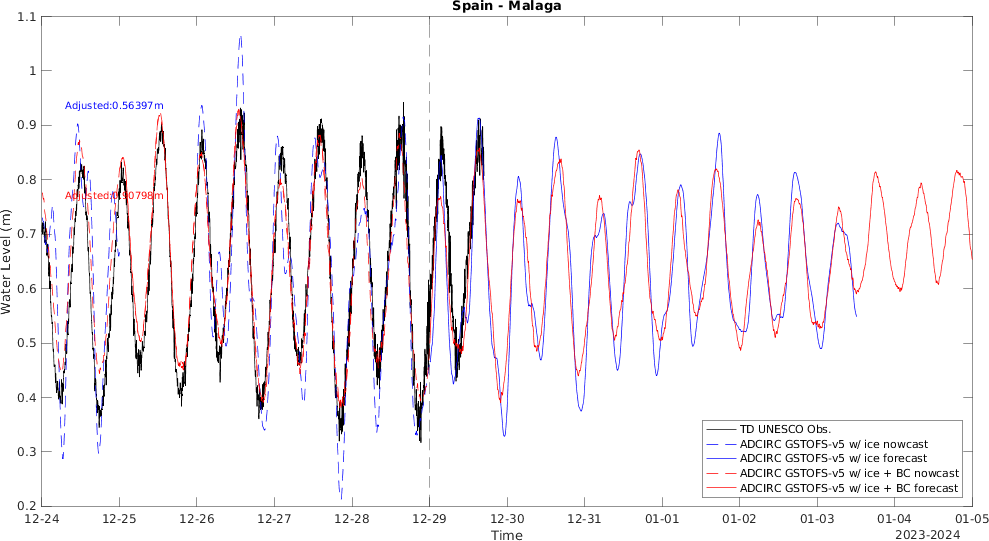 Spain - Malaga
1.1
1
0.9
0.8
0.7
0.6
0.5
0.4
0.3
0.2
Water Level (m)
Adjusted:0.56397m
TD UNESCO Obs.
ADCIRC GSTOFS-v5 w/ ice nowcast
ADCIRC GSTOFS-v5 w/ ice forecast
ADCIRC GSTOFS-v5 w/ ice + BC nowcast
ADCIRC GSTOFS-v5 w/ ice + BC forecast
12-24 12-25 12-26 12-27 12-28 12-29 12-30 12-31 01-01 01-02 01-03 01-04 01-05
Time
2023-2024